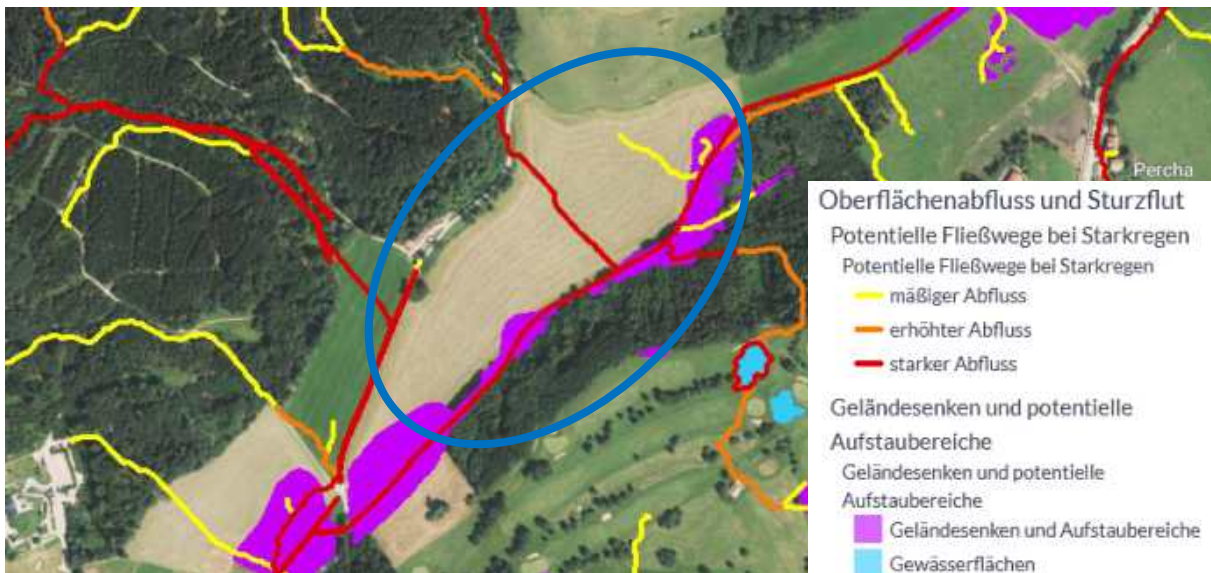 Percha
Oberflächenabfluss und Sturzflut
Potentielle Fließwege bei Starkregen
Potentielle Fließwege bei Starkregen
mäßiger Abfluss
erhöhter Abfluss
starker Abfluss
Geländesenken und potentielle
Aufstaubereiche
Geländesenken und potentielle
Aufstaubereiche
Geländesenken und Aufstaubereiche
Gewässerflächen